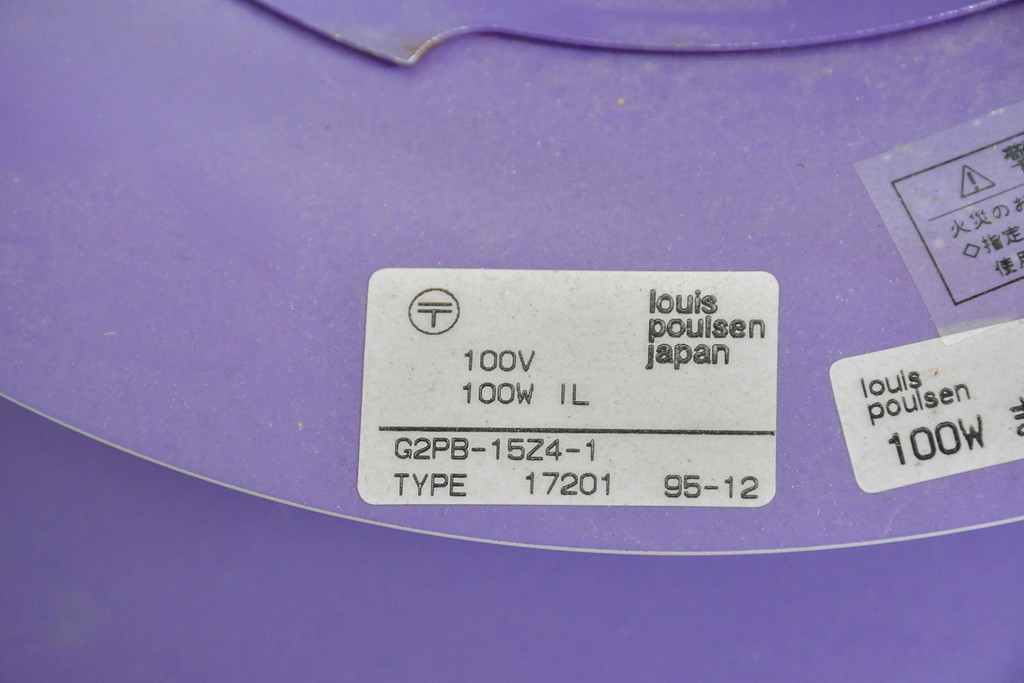 louis
poulsen
japan
100V
100W IL
G2PB-15Z4-1
TYPE 17201 95-12
火災のお
◇指定
使用
louis
poulsen
100W